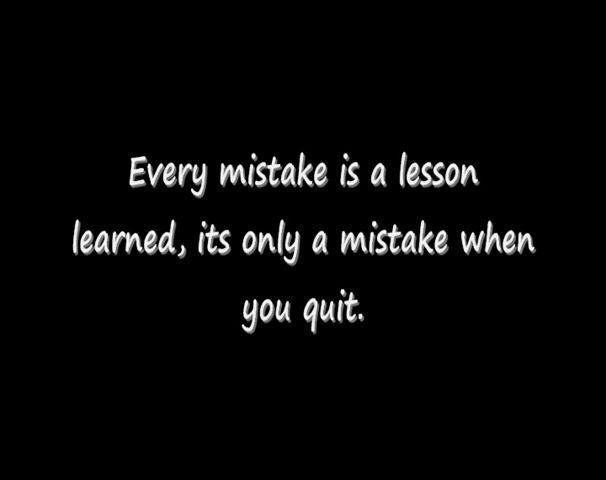 Every mistake is a lesson
learned, its only a mistake when
you quit.